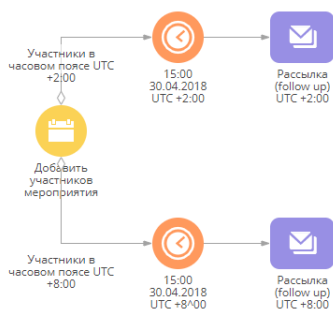 Участники в
часовом поясе UTC
+2:00
15:00
30.04.2018
UTC +2:00
Рассылка
(follow up)
UTC +2:00
Добавить
участников
мероприятия
Участники в
часовом поясе UTC
+8:00
15:00
30.04.2018
UTC +8^00
Рассылка
(follow up)
UTC +8:00